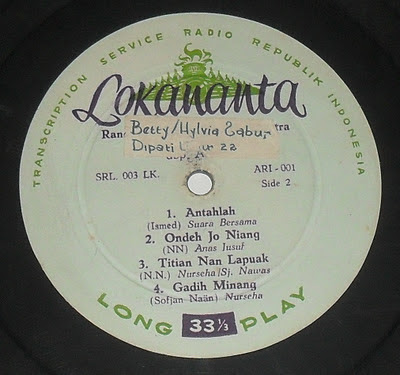 TRANSCRIPTION SERVICE RADIO REPUBLIK INDONESIA
Lokananta
Betty/Hylvia Sabur
Dipati
SRL. 003 LK.
ARI-001
Side 2
1. Antahlah
(Ismed) Suara Bersama
2. Ondeh Jo Niang
(NN) Anas Jusuf
3. Titian Nan Lapuak
(N.N.) Nurseha/Sj. Nawas
4. Gadih Minang
(Sofjan Naän) Nurseha
LONG 33⅓ PLAY